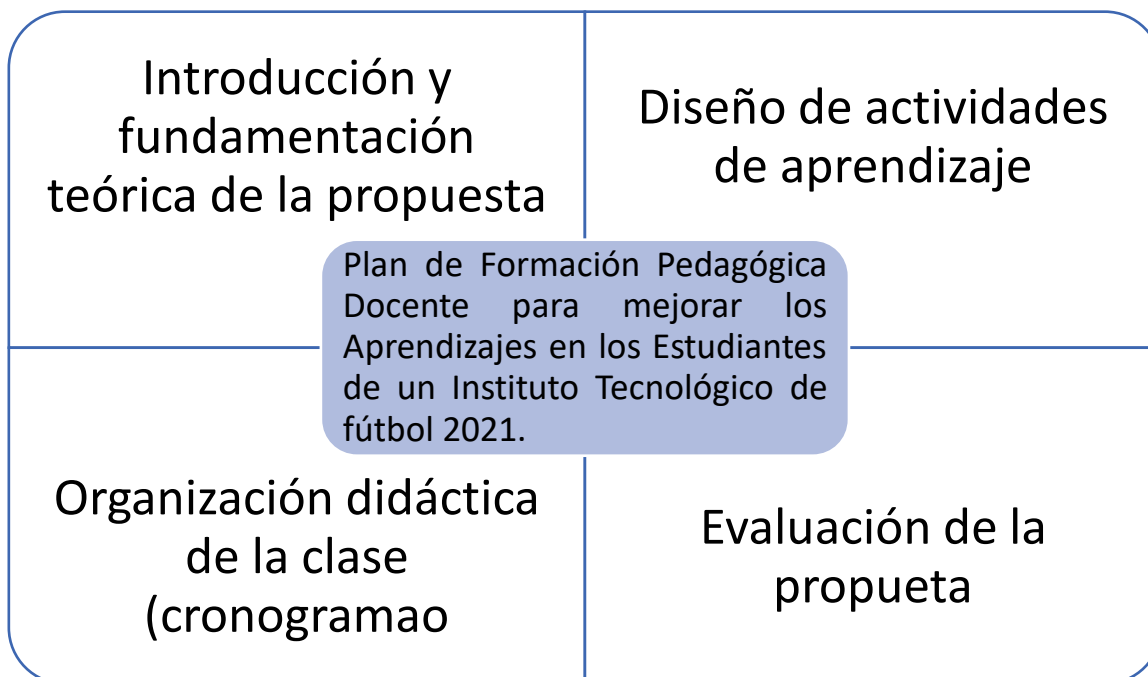 Introducción y
fundamentación
teórica de la propuesta
Diseño de actividades
de aprendizaje
Plan de Formación Pedagógica
Docente para mejorar los
Aprendizajes en los Estudiantes
de un Instituto Tecnológico de
fútbol 2021.
Organización didáctica
de la clase
(cronogramao
Evaluación de la
propueta